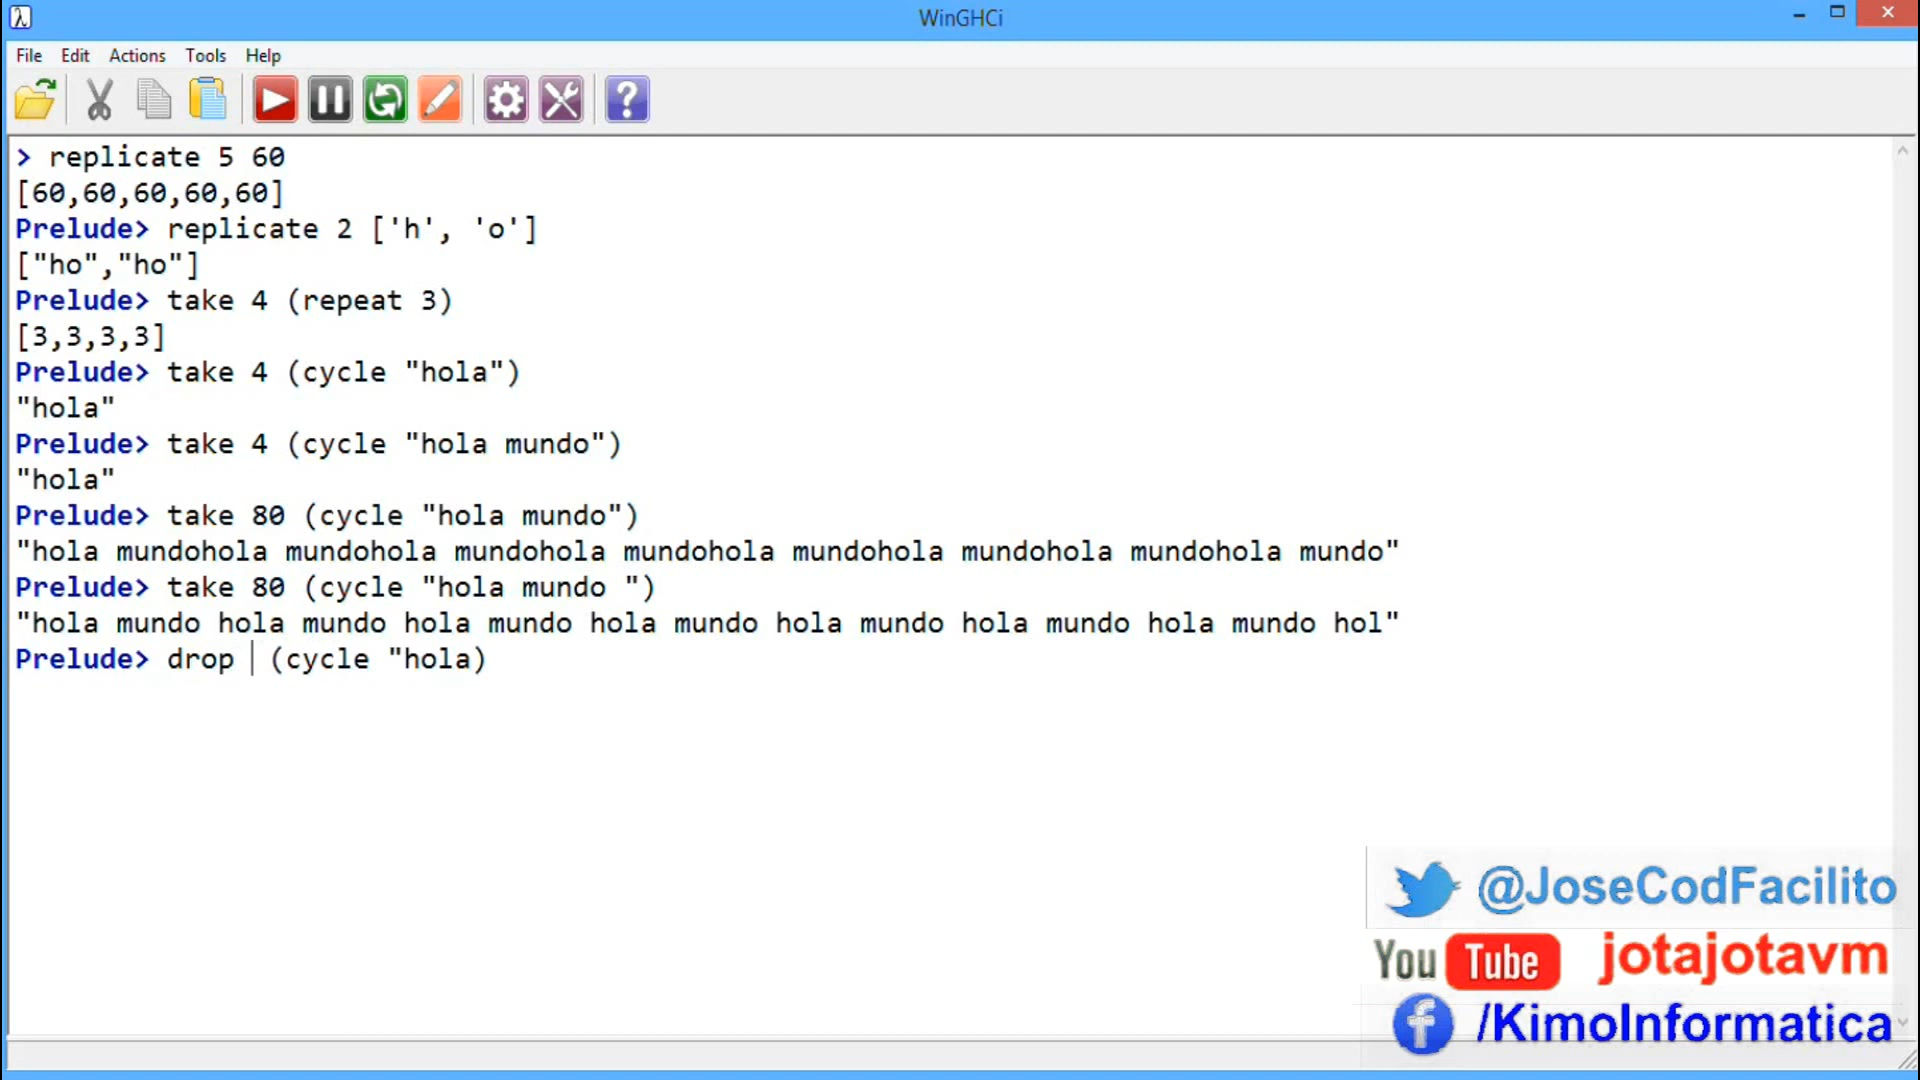 WinGHCi
File Edit Actions Tools Help
> replicate 5 60
[60,60,60,60,60]
Prelude> replicate 2 ['h', 'o']
["ho","ho"]
Prelude> take 4 (repeat 3)
[3,3,3,3]
Prelude> take 4 (cycle "hola")
"hola"
Prelude> take 4 (cycle "hola mundo")
"hola"
Prelude> take 80 (cycle "hola mundo")
"hola mundohola mundohola mundohola mundohola mundohola mundohola mundohola mundo"
Prelude> take 80 (cycle "hola mundo ")
"hola mundo hola mundo hola mundo hola mundo hola mundo hola mundo hola mundo hol"
Prelude> drop  (cycle "hola)
@JoseCodFacilito
You Tube jotajotavm
f /KimoInformatica